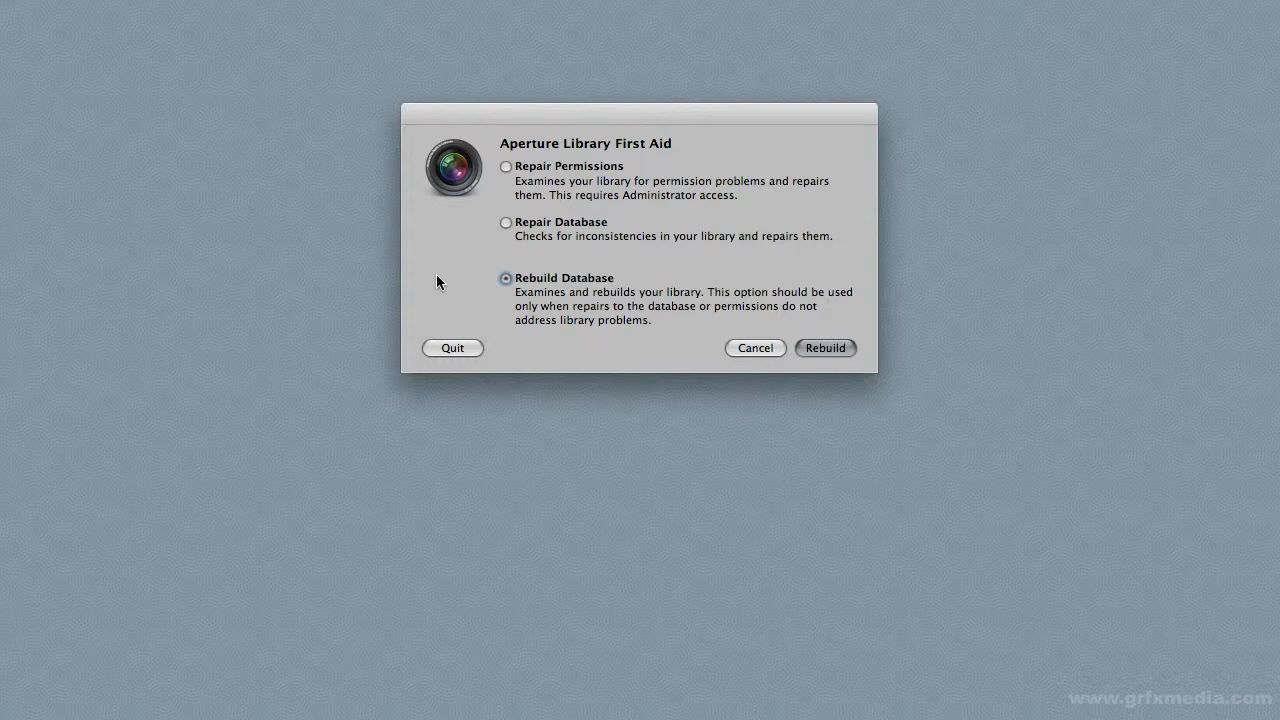 Aperture Library First Aid
Repair Permissions
Examines your library for permission problems and repairs
them. This requires Administrator access.
Repair Database
Checks for inconsistencies in your library and repairs them.
Rebuild Database
Examines and rebuilds your library. This option should be used
only when repairs to the database or permissions do not
address library problems.
Quit Cancel Rebuild
www.grfxmedia.com